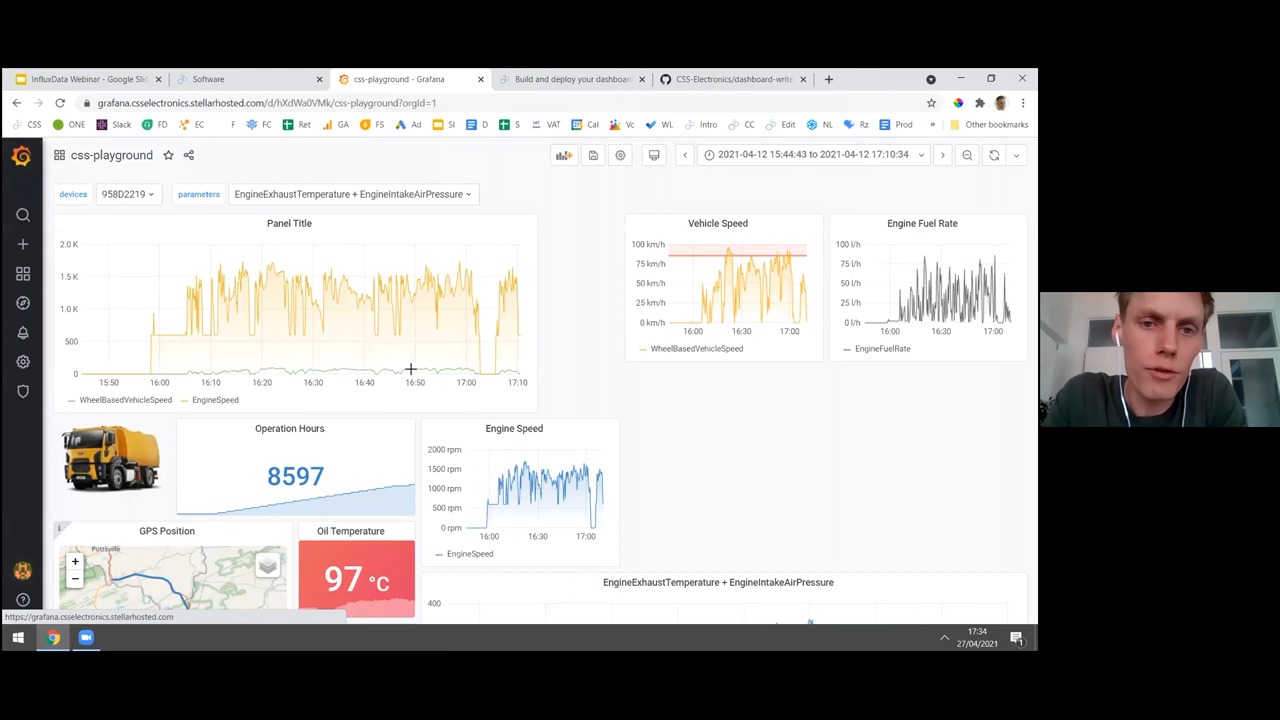 InfluxData Webinar - Google Slid
Software
css-playground - Grafana
Build and deploy your dashboard
CSS-Electronics/dashboard-write
grafana.csselectronics.stellarhosted.com/d/hXdWa0VMk/css-playground?orgId=1
CSS ONE Slack FD EC F FC Ret GA FS Ad SI D S VAT Cal Vc WL Intro CC Edit NL Rz Prod » Other bookmarks
css-playground
2021-04-12 15:44:43 to 2021-04-12 17:10:34
devices 958D2219 parameters EngineExhaustTemperature + EngineIntakeAirPressure
Panel Title
2.0 K
1.5 K
1.0 K
500
0
15:50 16:00 16:10 16:20 16:30 16:40 16:50 17:00 17:10
WheelBasedVehicleSpeed EngineSpeed
Vehicle Speed
100 km/h
75 km/h
50 km/h
25 km/h
0 km/h
16:00 16:30 17:00
WheelBasedVehicleSpeed
Engine Fuel Rate
100 l/h
75 l/h
50 l/h
25 l/h
0 l/h
16:00 16:30 17:00
EngineFuelRate
Operation Hours
8597
Engine Speed
2000 rpm
1500 rpm
1000 rpm
500 rpm
0 rpm
16:00 16:30 17:00
EngineSpeed
GPS Position
Pottsville
+
−
Oil Temperature
97 °C
EngineExhaustTemperature + EngineIntakeAirPressure
400
https://grafana.csselectronics.stellarhosted.com
17:34
27/04/2021
1